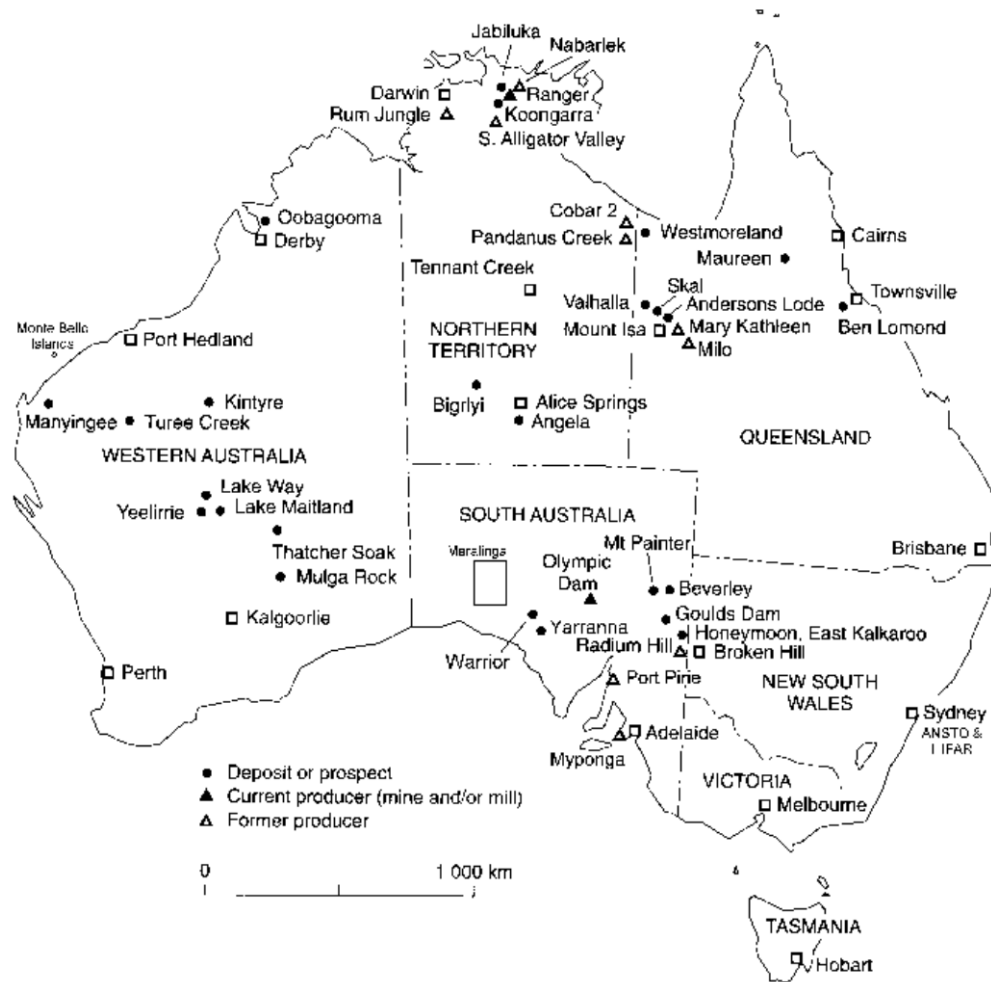 Jabiluka
Nabarlek
Darwin
Ranger
Rum Jungle
Koongarra
S. Alligator Valley
Cobar 2
Oobagooma
Pandanus Creek
Westmoreland
Cairns
Derby
Maureen
Tennant Creek
Skal
Townsville
Valhalla
Andersons Lode
Monte Bello
Islands
Port Hedland
NORTHERN
TERRITORY
Mount Isa
Mary Kathleen
Ben Lomond
Milo
Kintyre
Bigrlyi
Alice Springs
Manyingee
Turee Creek
Angela
QUEENSLAND
WESTERN AUSTRALIA
Lake Way
Yeelirrie
Lake Maitland
SOUTH AUSTRALIA
Mt Painter
Thatcher Soak
Maralinga
Olympic
Dam
Brisbane
Mulga Rock
Beverley
Goulds Dam
Kalgoorlie
Yarranna
Honeymoon, East Kalkaroo
Warrior
Radium Hill
Broken Hill
Perth
Port Pirie
NEW SOUTH
WALES
Sydney
ANSTO &
HIFAR
Adelaide
Myponga
VICTORIA
Melbourne
Deposit or prospect
Current producer (mine and/or mill)
Former producer
0
1 000 km
TASMANIA
Hobart